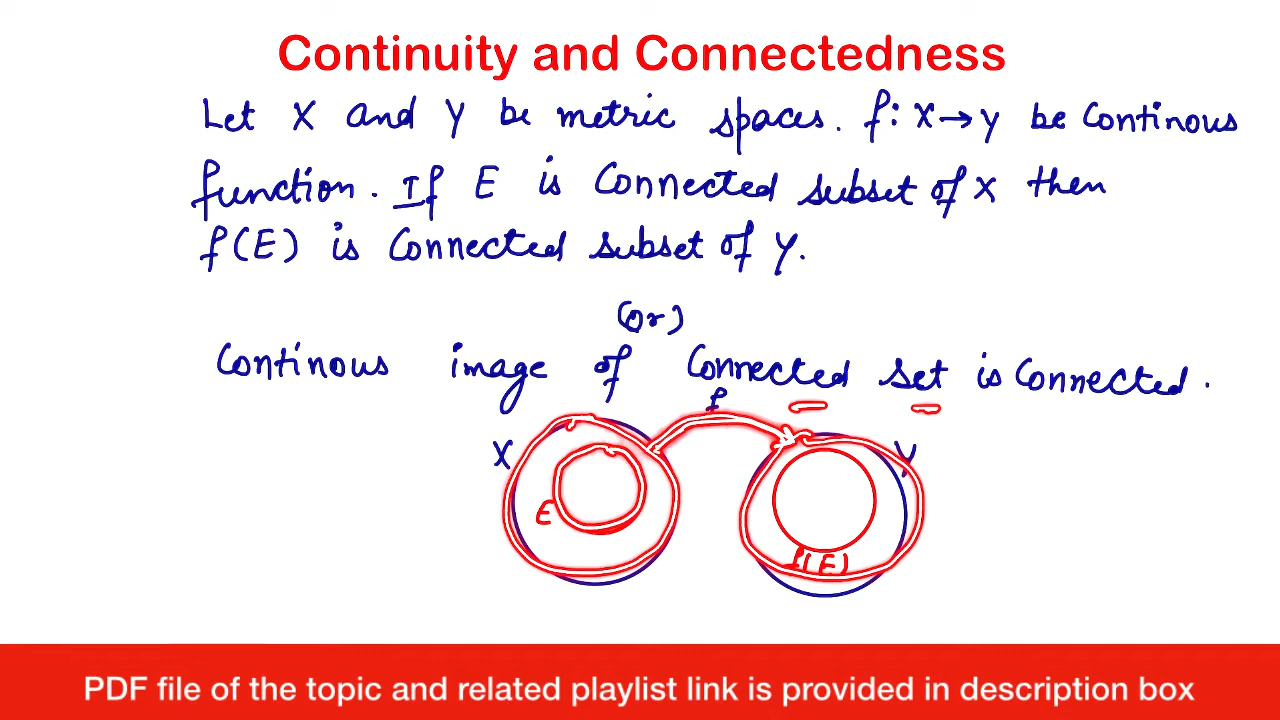 Continuity and Connectedness
Let X and Y be metric spaces. f: X→Y be Continous
function. If E is Connected subset of X then
f(E) is Connected subset of Y.
(Or)
Continous image of Connected set is Connected.
f
X Y
E
f(E)
PDF file of the topic and related playlist link is provided in description box